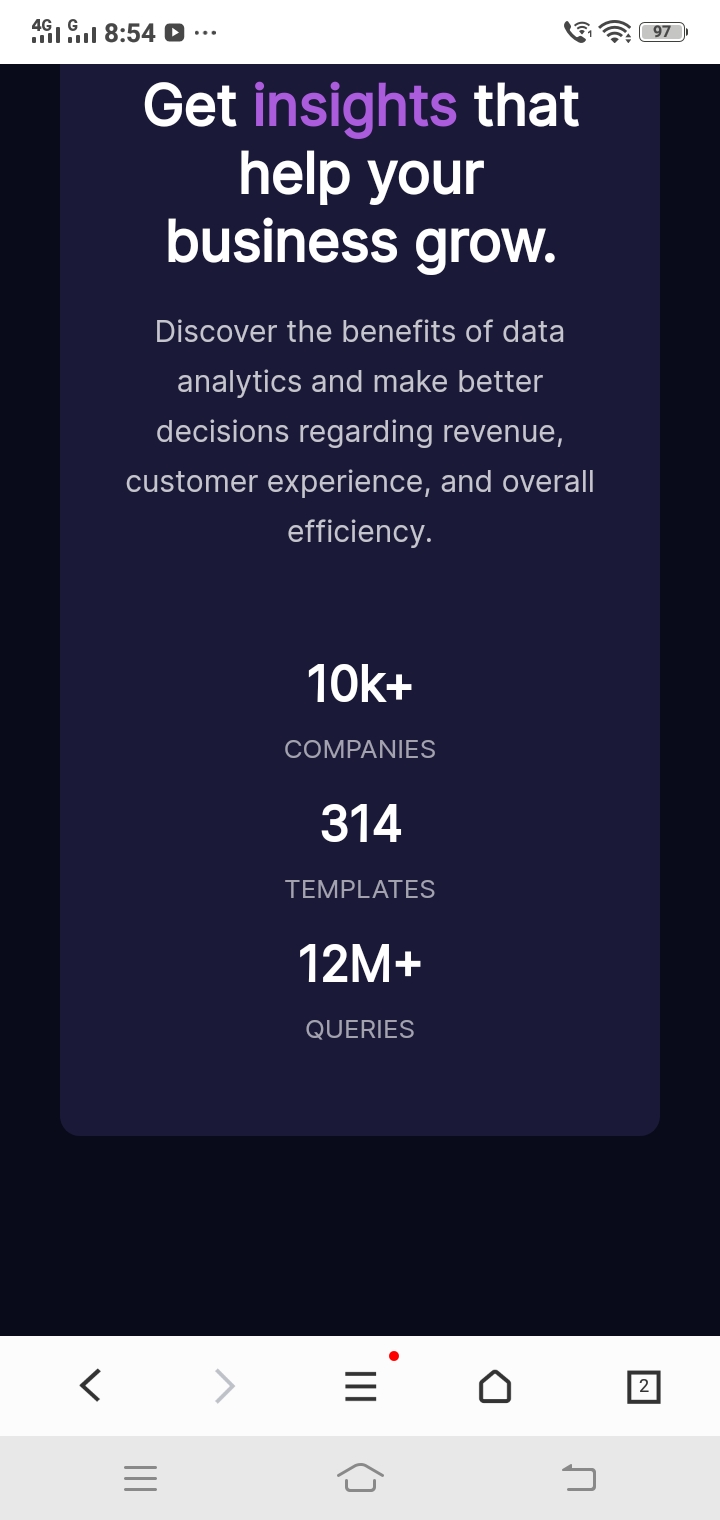 4G G 8:54 97
Get insights that
help your
business grow.
Discover the benefits of data
analytics and make better
decisions regarding revenue,
customer experience, and overall
efficiency.
10k+
COMPANIES
314
TEMPLATES
12M+
QUERIES
2